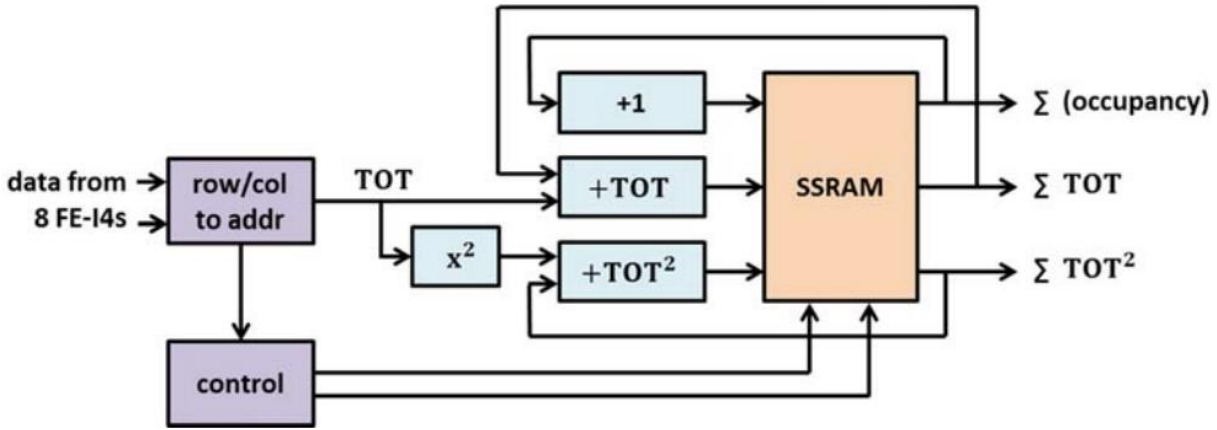 +1
∑ (occupancy)
data from
8 FE-I4s
row/col
to addr
TOT
+TOT
SSRAM
∑ TOT
x²
+TOT²
∑ TOT²
control